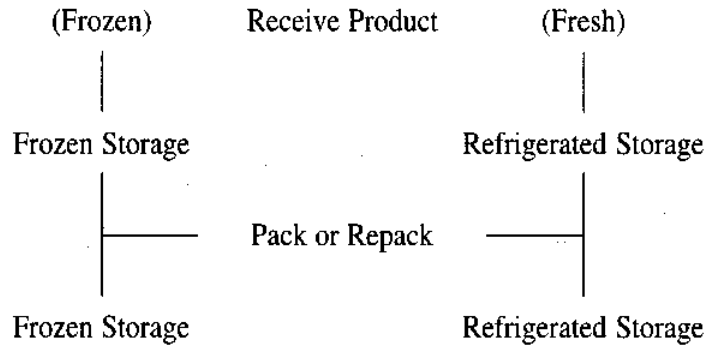 (Frozen) Receive Product (Fresh)
Frozen Storage Refrigerated Storage
Pack or Repack
Frozen Storage Refrigerated Storage